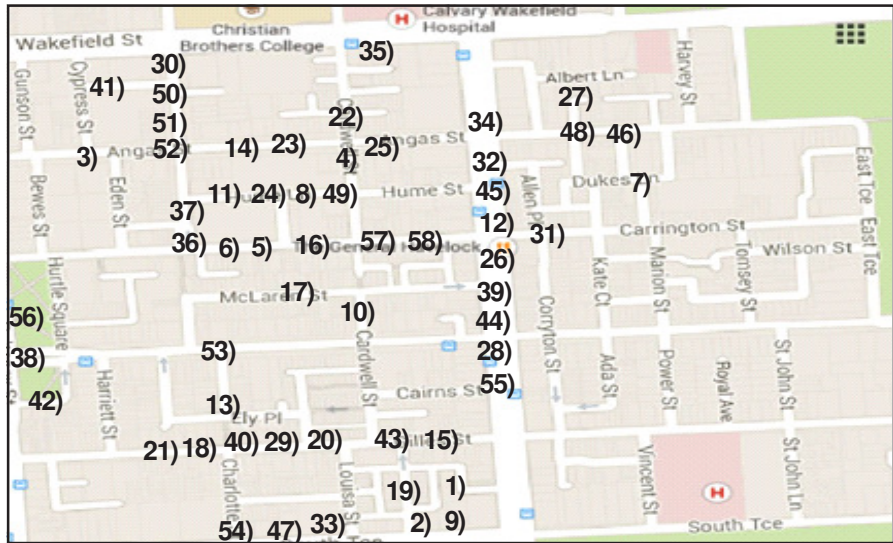 Calvary Wakefield
Hospital
Christian
Brothers College
Wakefield St
30)
35)
41)
Gunson St
Cypress St
50)
Albert Ln
Harvey St
27)
51)
22)
34)
48)
46)
3)
52)
14)
23)
4)
25)
Angas St
32)
Eden St
Bewes St
11)
24)
8)
49)
Hume St
45)
Allen Pl
7)
East Tce
East Tce
37)
12)
31)
Carrington St
36)
6)
5)
16)
57)
58)
26)
Wilson St
Kate Ct
Marion St
Tomsey St
Hurtle Square
McLaren St
17)
39)
56)
10)
44)
Corryton St
38)
53)
28)
Cardwell St
Ada St
Power St
Royal Ave
St John St
Harriett St
55)
Cairns St
42)
13)
Ely Pl
21)
18)
40)
29)
20)
43)
15)
Charlotte
Louisa St
Vincent St
St John Ln
19)
1)
54)
47)
33)
2)
9)
South Tce